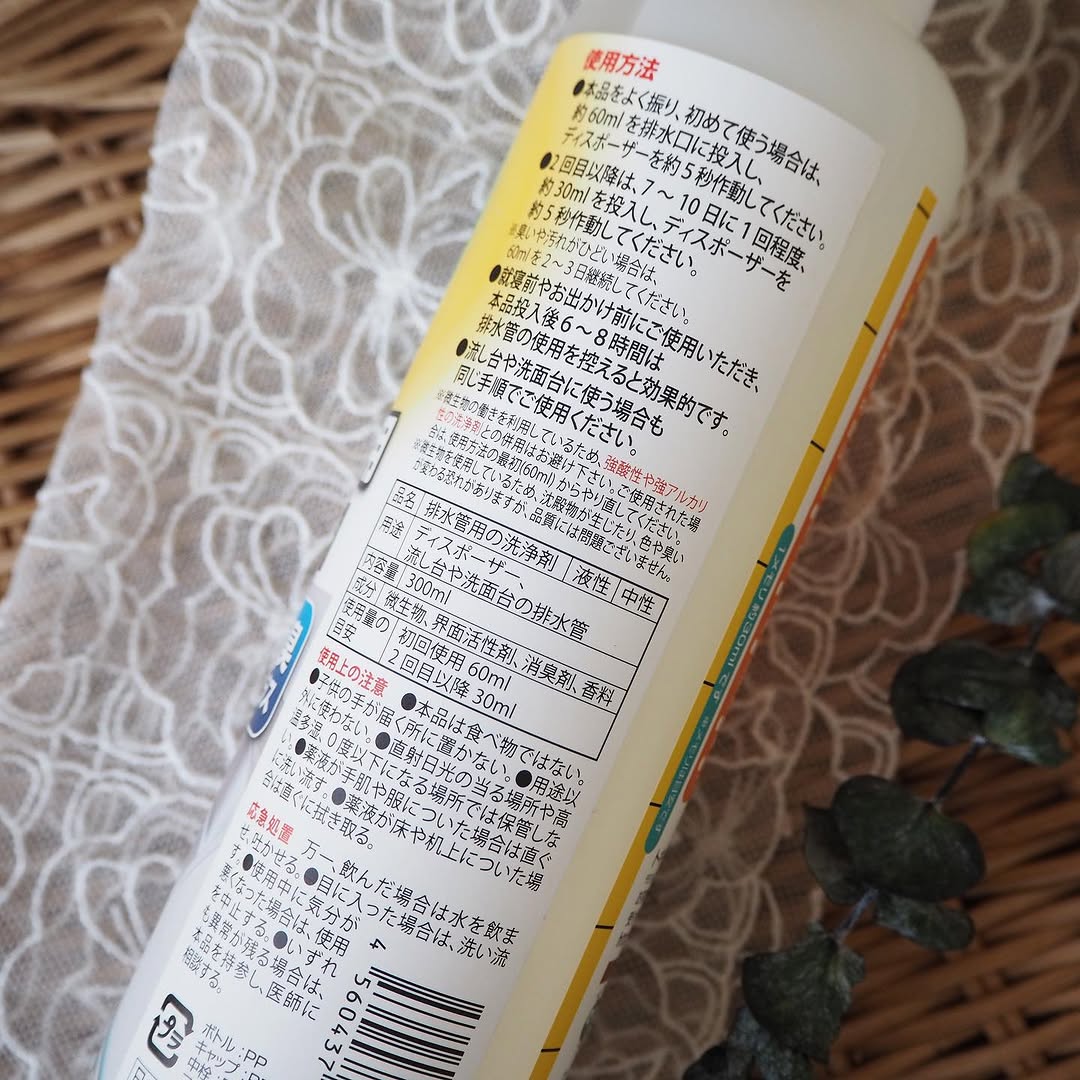 使用方法
●本品をよく振り、初めて使う場合は、
約60mlを排水口に投入し、
ディスポーザーを約5秒作動してください。
●2回目以降は、7～10日に1回程度、
約30mlを投入し、ディスポーザーを
約5秒作動してください。
※臭いや汚れがひどい場合は、
60mlを2～3日継続してください。
●就寝前やお出かけ前にご使用いただき、
本品投入後6～8時間は
排水管の使用を控えると効果的です。
●流し台や洗面台に使う場合も
同じ手順でご使用ください。
※微生物の働きを利用しているため、強酸性や強アルカリ
性の洗浄剤との併用はお避け下さい。ご使用された場
合は、使用方法の最初(60ml)からやり直してください。
※微生物を使用しているため、沈殿物が生じたり、色や臭い
が変わる恐れがありますが、品質には問題ございません。
品名 排水管用の洗浄剤 液性 中性
用途 ディスポーザー、
流し台や洗面台の排水管
内容量 300ml
成分 微生物、界面活性剤、消臭剤、香料
使用量の 初回使用 60ml
目安 2回目以降 30ml
使用上の注意 ●本品は食べ物ではない。
●子供の手が届く所に置かない。●用途以
外に使わない。●直射日光の当る場所や高
温多湿、0度以下になる場所では保管しな
い。●薬液が手肌や服についた場合は直ぐ
に洗い流す。●薬液が床や机上についた場
合は直ぐに拭き取る。
応急処置 万一、飲んだ場合は水を飲ま
せ、吐かせる。●目に入った場合は、洗い流
す。●使用中に気分が
悪くなった場合は、使用
を中止する。●いずれ
も異常が残る場合は、
本品を持参し、医師に
相談する。
4 560437
プラ
ボトル：PP
キャップ：P
中栓：
1メモリ約30mlです